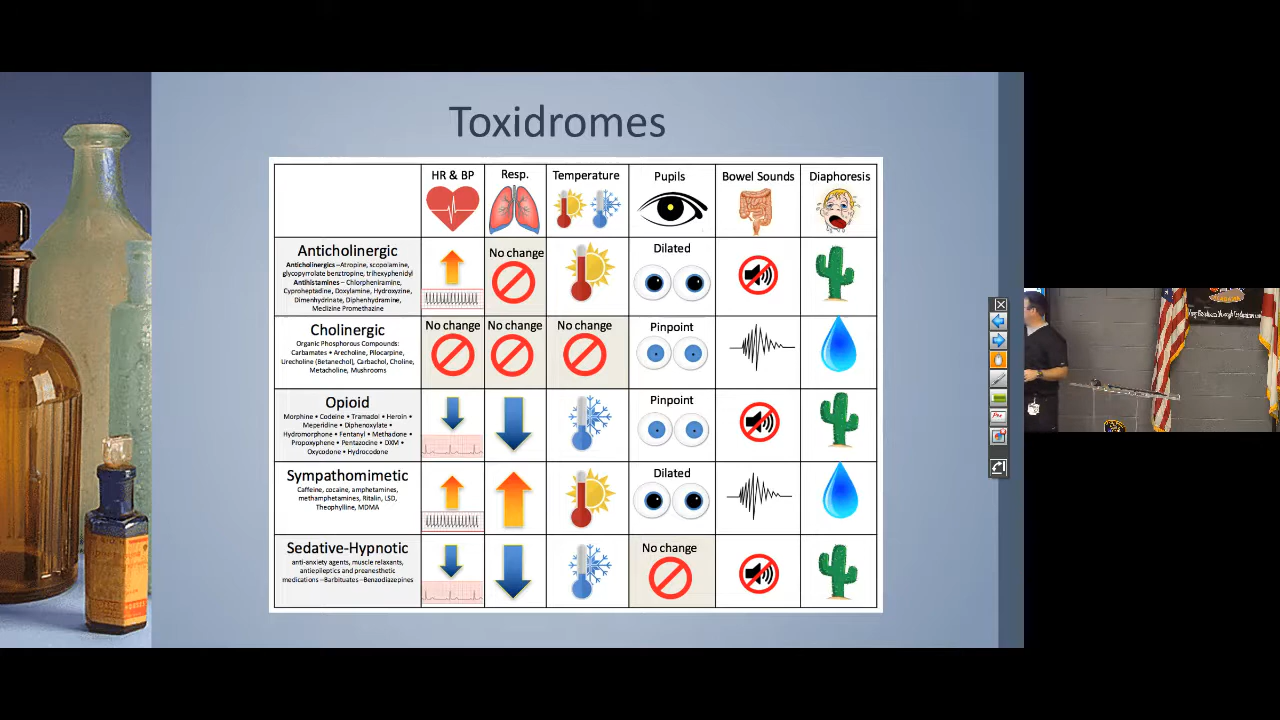 Toxidromes
HR & BP
Resp.
Temperature
Pupils
Bowel Sounds
Diaphoresis
Anticholinergic
Anticholinergics –Atropine, scopolamine,
glycopyrrolate benztropine, trihexyphenidyl
Antihistamines – Chlorpheniramine,
Cyproheptadine, Doxylamine, Hydroxyzine,
Dimenhydrinate, Diphenhydramine,
Meclizine Promethazine
No change
Dilated
Cholinergic
Organic Phosphorous Compounds:
Carbamates • Arecholine, Pilocarpine,
Urecholine (Betanechol), Carbachol, Choline,
Metacholine, Mushrooms
No change
No change
No change
Pinpoint
Opioid
Morphine • Codeine • Tramadol • Heroin •
Meperidine • Diphenoxylate •
Hydromorphone • Fentanyl • Methadone •
Propoxyphene • Pentazocine • DXM •
Oxycodone • Hydrocodone
Pinpoint
Sympathomimetic
Caffeine, cocaine, amphetamines,
methamphetamines, Ritalin, LSD,
Theophylline, MDMA
Dilated
Sedative-Hypnotic
anti-anxiety agents, muscle relaxants,
antiepileptics and preanesthetic
medications –Barbituates –Benzodiazepines
No change